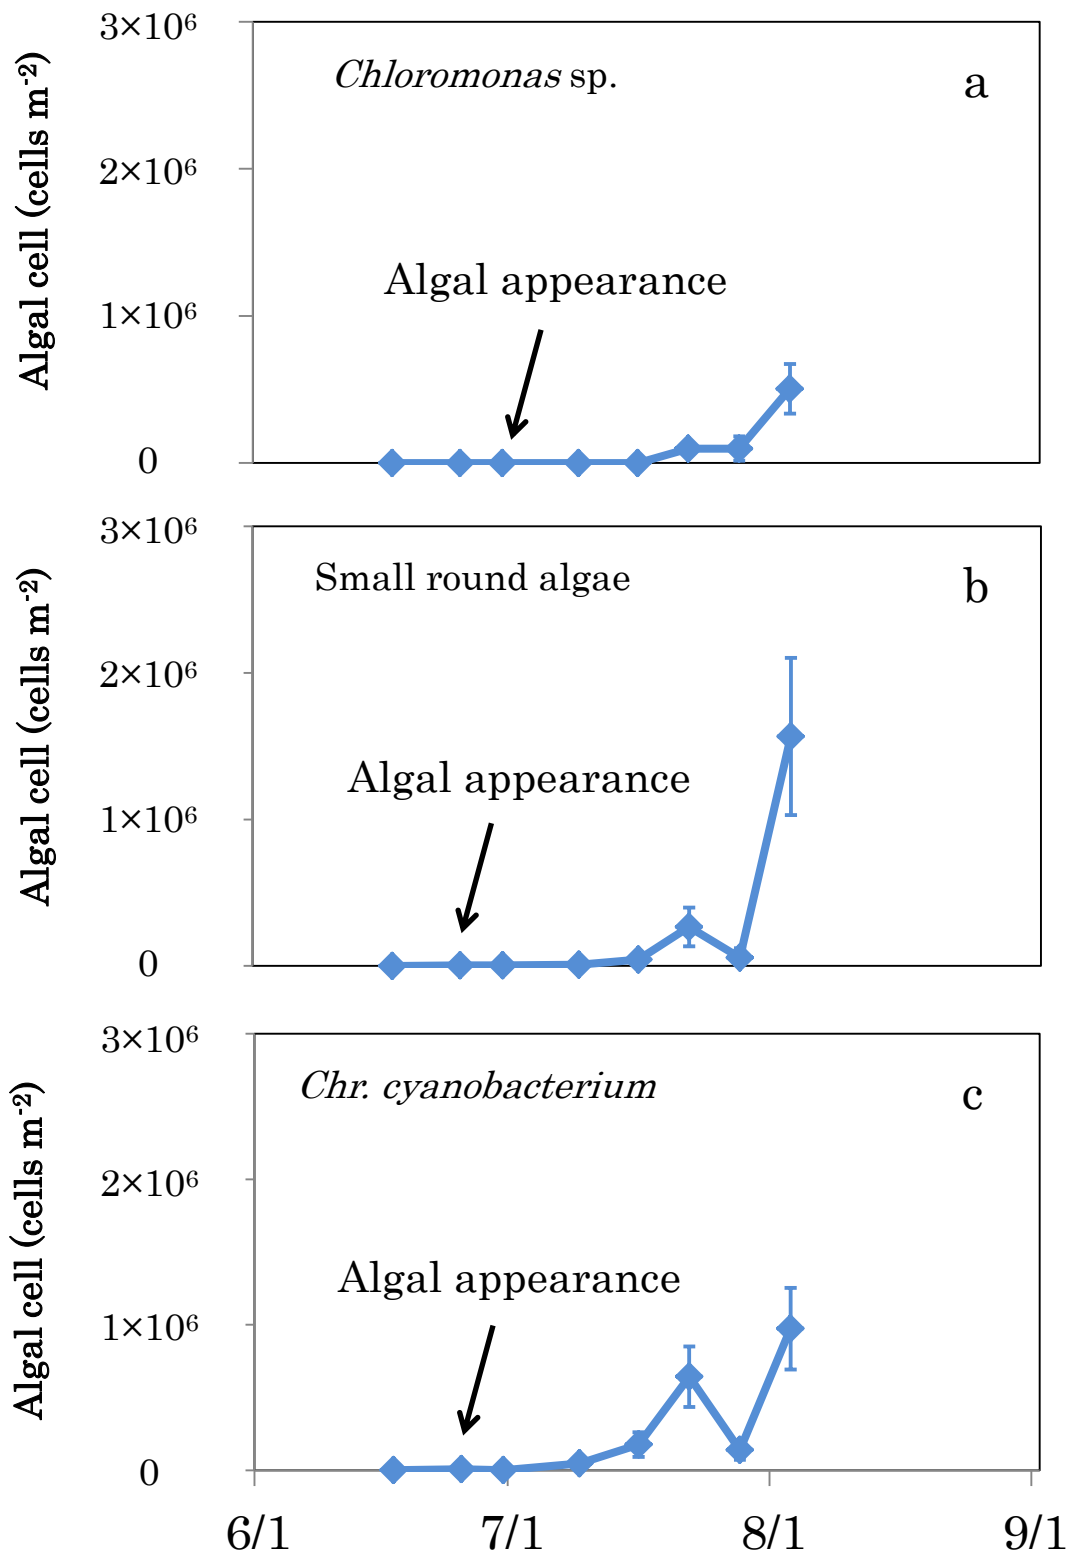 3×10⁶
Chloromonas sp.
a
2×10⁶
Algal appearance
1×10⁶
0
Algal cell (cells m⁻²)
3×10⁶
Small round algae
b
2×10⁶
Algal appearance
1×10⁶
0
Algal cell (cells m⁻²)
3×10⁶
Chr. cyanobacterium
c
2×10⁶
Algal appearance
1×10⁶
0
Algal cell (cells m⁻²)
6/1 7/1 8/1 9/1